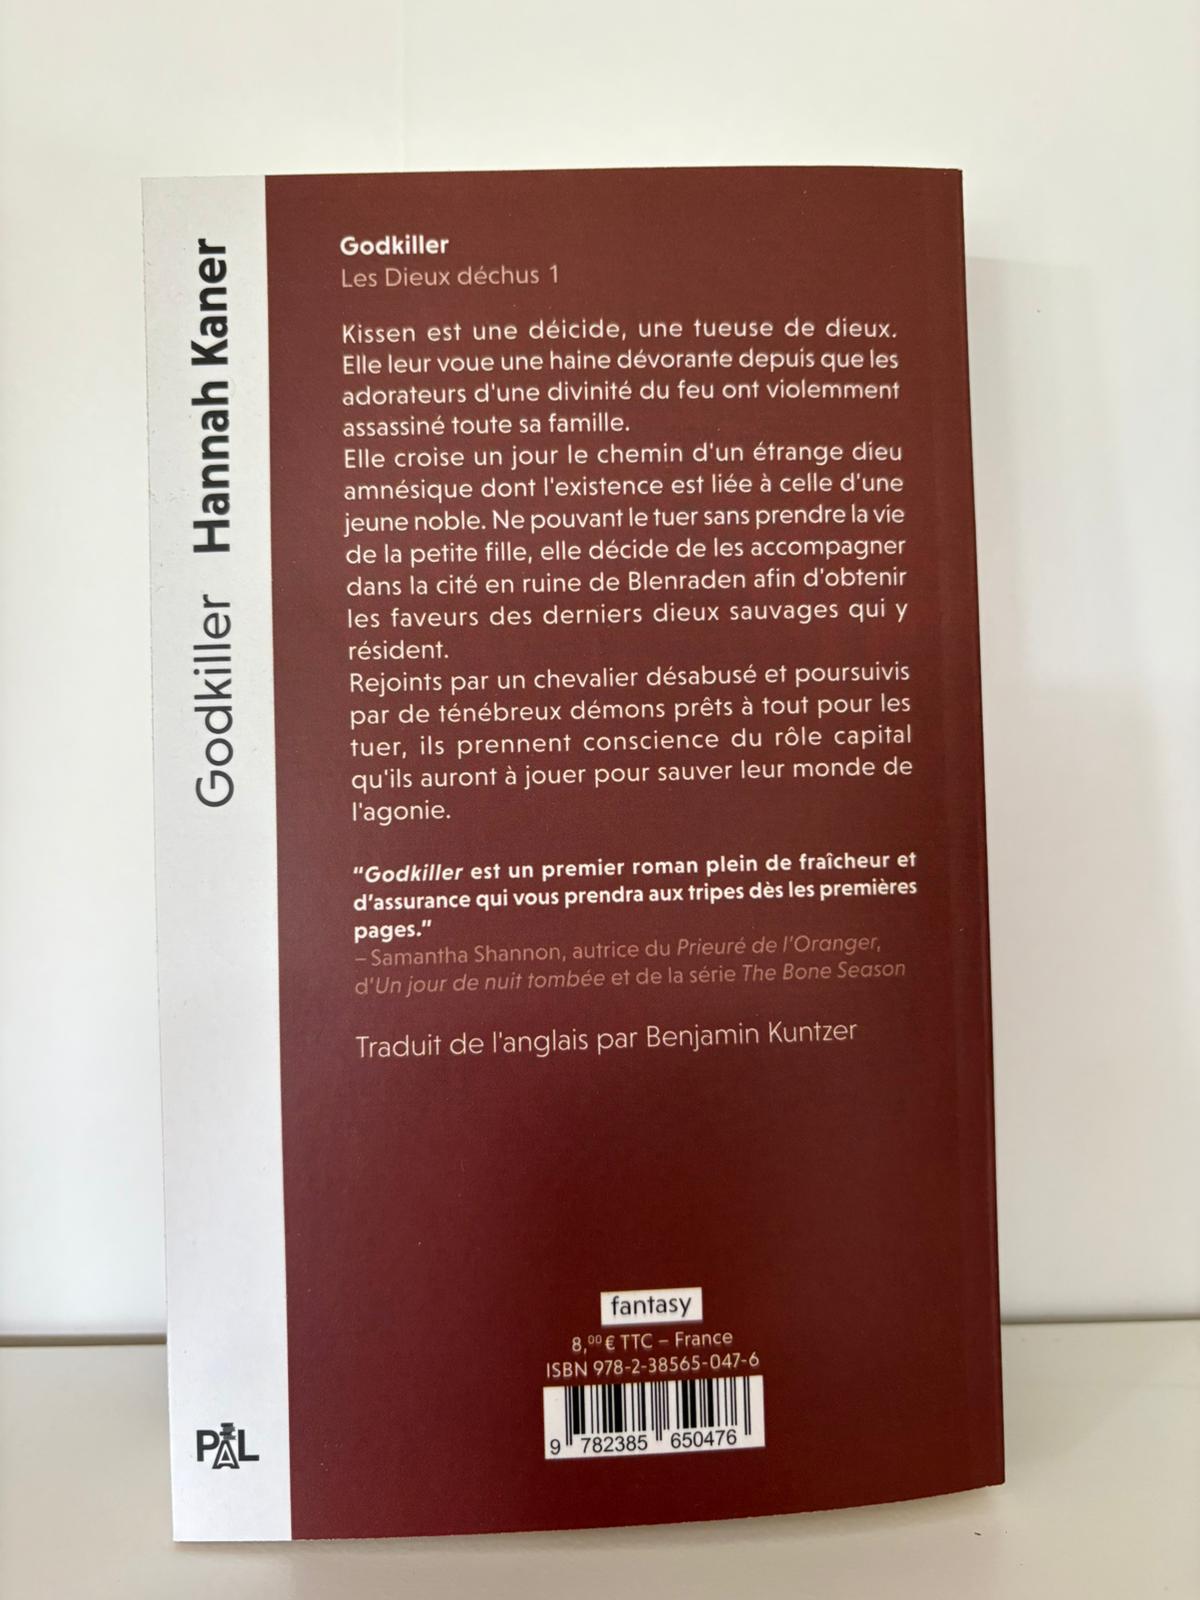 Godkiller Hannah Kaner
PAL
Godkiller
Les Dieux déchus 1
Kissen est une déicide, une tueuse de dieux.
Elle leur voue une haine dévorante depuis que les
adorateurs d'une divinité du feu ont violemment
assassiné toute sa famille.
Elle croise un jour le chemin d'un étrange dieu
amnésique dont l'existence est liée à celle d'une
jeune noble. Ne pouvant le tuer sans prendre la vie
de la petite fille, elle décide de les accompagner
dans la cité en ruine de Blenraden afin d'obtenir
les faveurs des derniers dieux sauvages qui y
résident.
Rejoints par un chevalier désabusé et poursuivis
par de ténébreux démons prêts à tout pour les
tuer, ils prennent conscience du rôle capital
qu'ils auront à jouer pour sauver leur monde de
l'agonie.
“Godkiller est un premier roman plein de fraîcheur et
d’assurance qui vous prendra aux tripes dès les premières
pages.”
– Samantha Shannon, autrice du Prieuré de l’Oranger,
d'Un jour de nuit tombée et de la série The Bone Season
Traduit de l'anglais par Benjamin Kuntzer
fantasy
8,00 € TTC – France
ISBN 978-2-38565-047-6
9 782385 650476